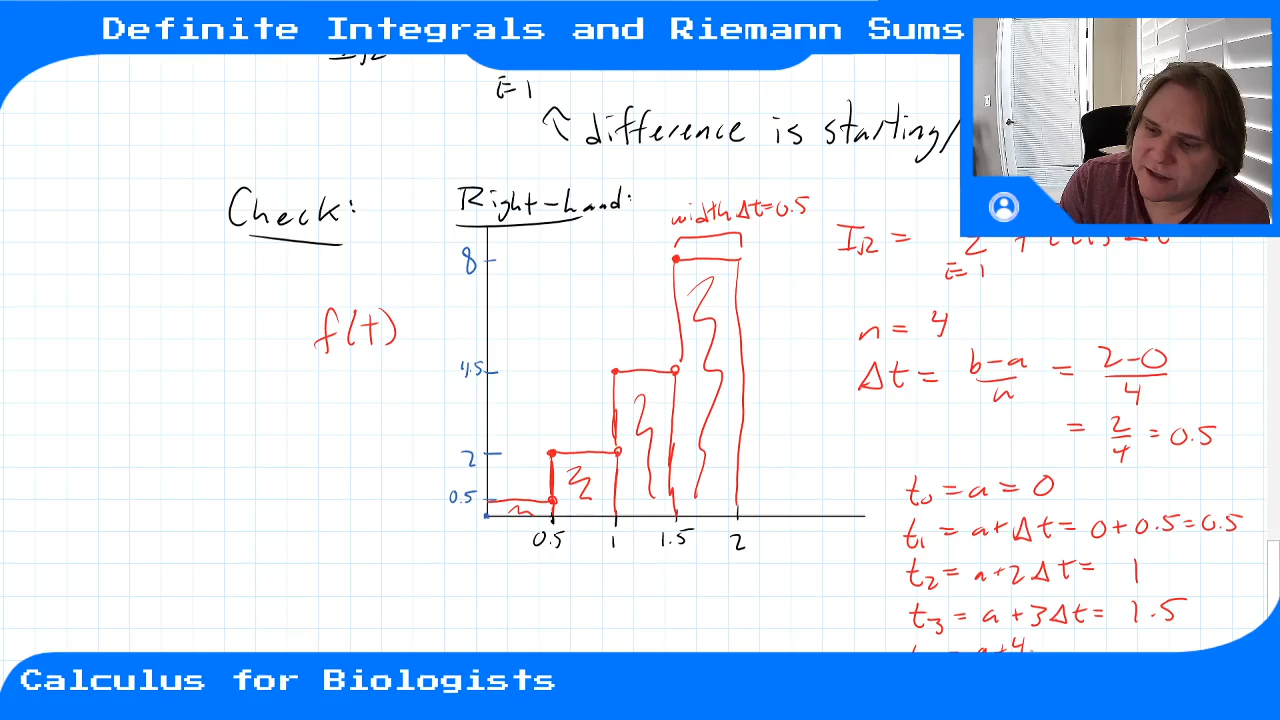 Definite Integrals and Riemann Sums
i=1
difference is starting/
Check:
Right-hand:
width Δt=0.5
8
4.5
2
0.5
0.5 1 1.5 2
f(t)
i=1
n = 4
Δt = b-a/n = 2-0/4
= 2/4 = 0.5
t₀ = a = 0
t₁ = a+Δt = 0+0.5=0.5
t₂ = a+2Δt = 1
t₃ = a+3Δt = 1.5
Calculus for Biologists